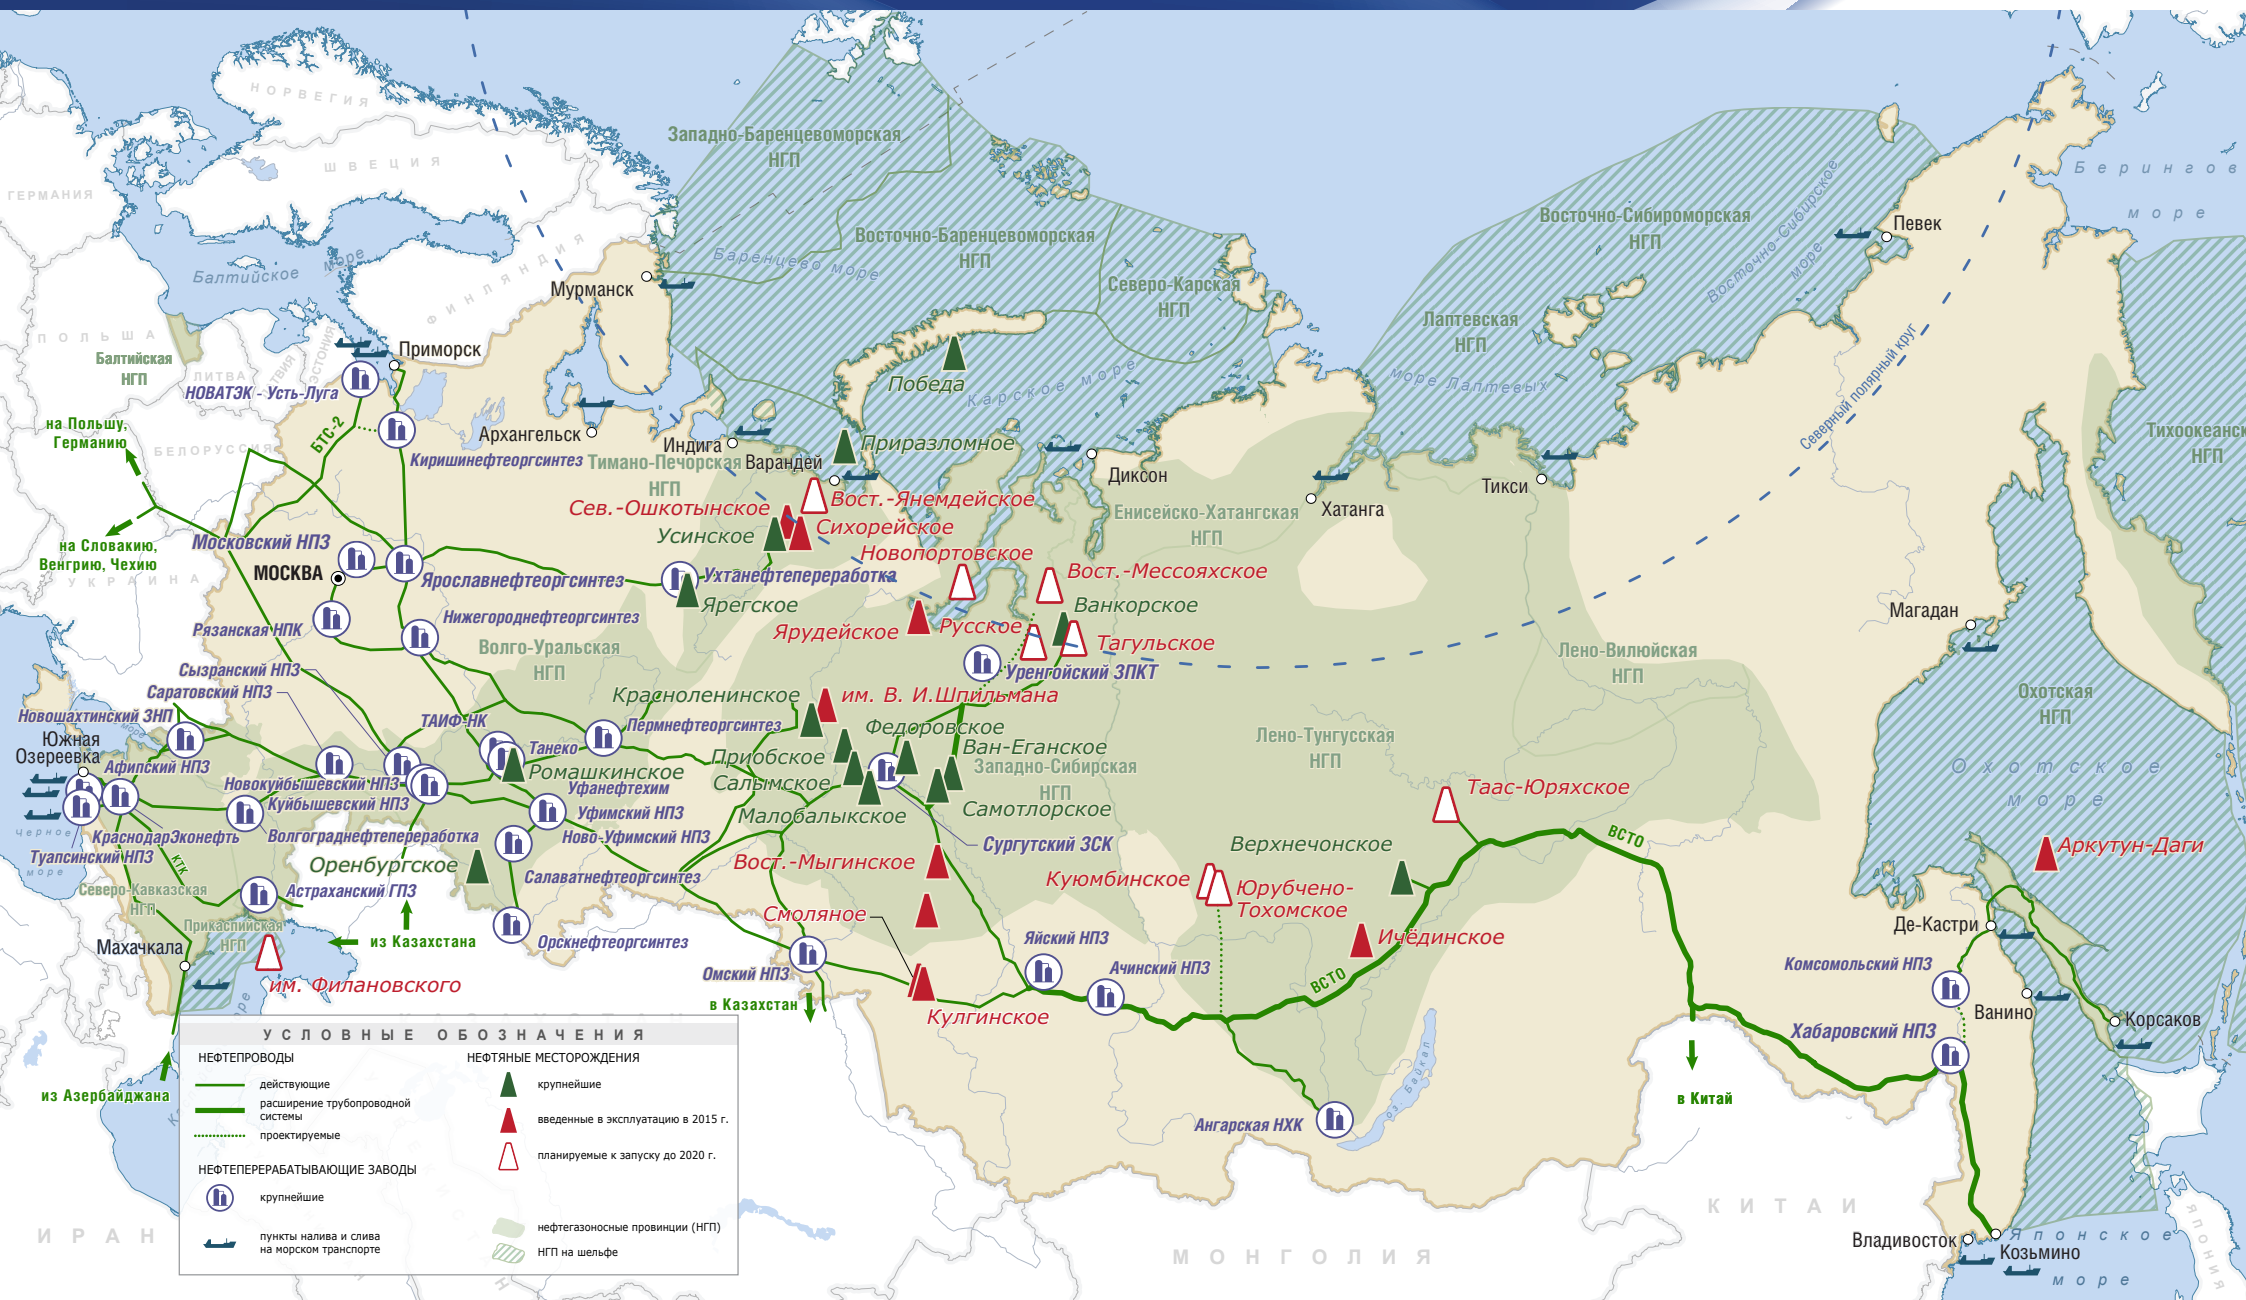 НОРВЕГИЯ
ШВЕЦИЯ
ФИНЛЯНДИЯ
ГЕРМАНИЯ
ПОЛЬША
ЛИТВА
ЭСТОНИЯ
БЕЛОРУССИЯ
УКРАИНА
ИРАН
МОНГОЛИЯ
КИТАЙ
ЯПОНИЯ
Балтийское море
Баренцево море
Карское море
море Лаптевых
Восточно-Сибирское
море
Берингов
море
Охотское
море
Японское
море
Черное
море
оз. Байкал
Северный полярный круг
Западно-Баренцевоморская
НГП
Восточно-Баренцевоморская
НГП
Северо-Карская
НГП
Лаптевская
НГП
Восточно-Сибироморская
НГП
Балтийская
НГП
Тимано-Печорская
НГП
Енисейско-Хатангская
НГП
Волго-Уральская
НГП
Лено-Вилюйская
НГП
Лено-Тунгусская
НГП
Западно-Сибирская
НГП
Охотская
НГП
Тихоокеанск
НГП
Северо-Кавказская
НГП
Прикаспийская
НГП
Мурманск
Приморск
Архангельск
Индига
Варандей
Диксон
Хатанга
Тикси
Певек
Магадан
МОСКВА
Южная
Озереевка
Махачкала
Де-Кастри
Ванино
Корсаков
Владивосток
Козьмино
НОВАТЭК - Усть-Луга
Киришинефтеоргсинтез
Московский НПЗ
Ярославнефтеоргсинтез
Ухтанефтепереработка
Рязанская НПК
Нижегороднефтеоргсинтез
Сызранский НПЗ
Саратовский НПЗ
Новошахтинский ЗНП
ТАИФ-НК
Танеко
Пермнефтеоргсинтез
Афипский НПЗ
Новокуйбышевский НПЗ
Куйбышевский НПЗ
Уфанефтехим
Уфимский НПЗ
Ново-Уфимский НПЗ
КраснодарЭконефть
Волгограднефтепереработка
Туапсинский НПЗ
Салаватнефтеоргсинтез
Астраханский ГПЗ
Орскнефтеоргсинтез
Уренгойский ЗПКТ
Сургутский ЗСК
Омский НПЗ
Яйский НПЗ
Ачинский НПЗ
Ангарская НХК
Комсомольский НПЗ
Хабаровский НПЗ
Победа
Приразломное
Вост.-Янемдейское
Сев.-Ошкотынское
Сихорейское
Усинское
Ярегское
Новопортовское
Вост.-Мессояхское
Ванкорское
Ярудейское
Русское
Тагульское
Красноленинское
им. В. И.Шпильмана
Федоровское
Приобское
Ван-Еганское
Салымское
Самотлорское
Малобалыкское
Ромашкинское
Оренбургское
Вост.-Мыгинское
Смоляное
Кулгинское
им. Филановского
Таас-Юряхское
Верхнечонское
Куюмбинское
Юрубчено-
Тохомское
Ичёдинское
Аркутун-Даги
БТС-2
КТК
ВСТО
ВСТО
на Польшу,
Германию
на Словакию,
Венгрию, Чехию
из Казахстана
в Казахстан
из Азербайджана
в Китай
УСЛОВНЫЕ ОБОЗНАЧЕНИЯ
НЕФТЕПРОВОДЫ
действующие
расширение трубопроводной
системы
проектируемые
НЕФТЕПЕРЕРАБАТЫВАЮЩИЕ ЗАВОДЫ
крупнейшие
пункты налива и слива
на морском транспорте
НЕФТЯНЫЕ МЕСТОРОЖДЕНИЯ
крупнейшие
введенные в эксплуатацию в 2015 г.
планируемые к запуску до 2020 г.
нефтегазоносные провинции (НГП)
НГП на шельфе